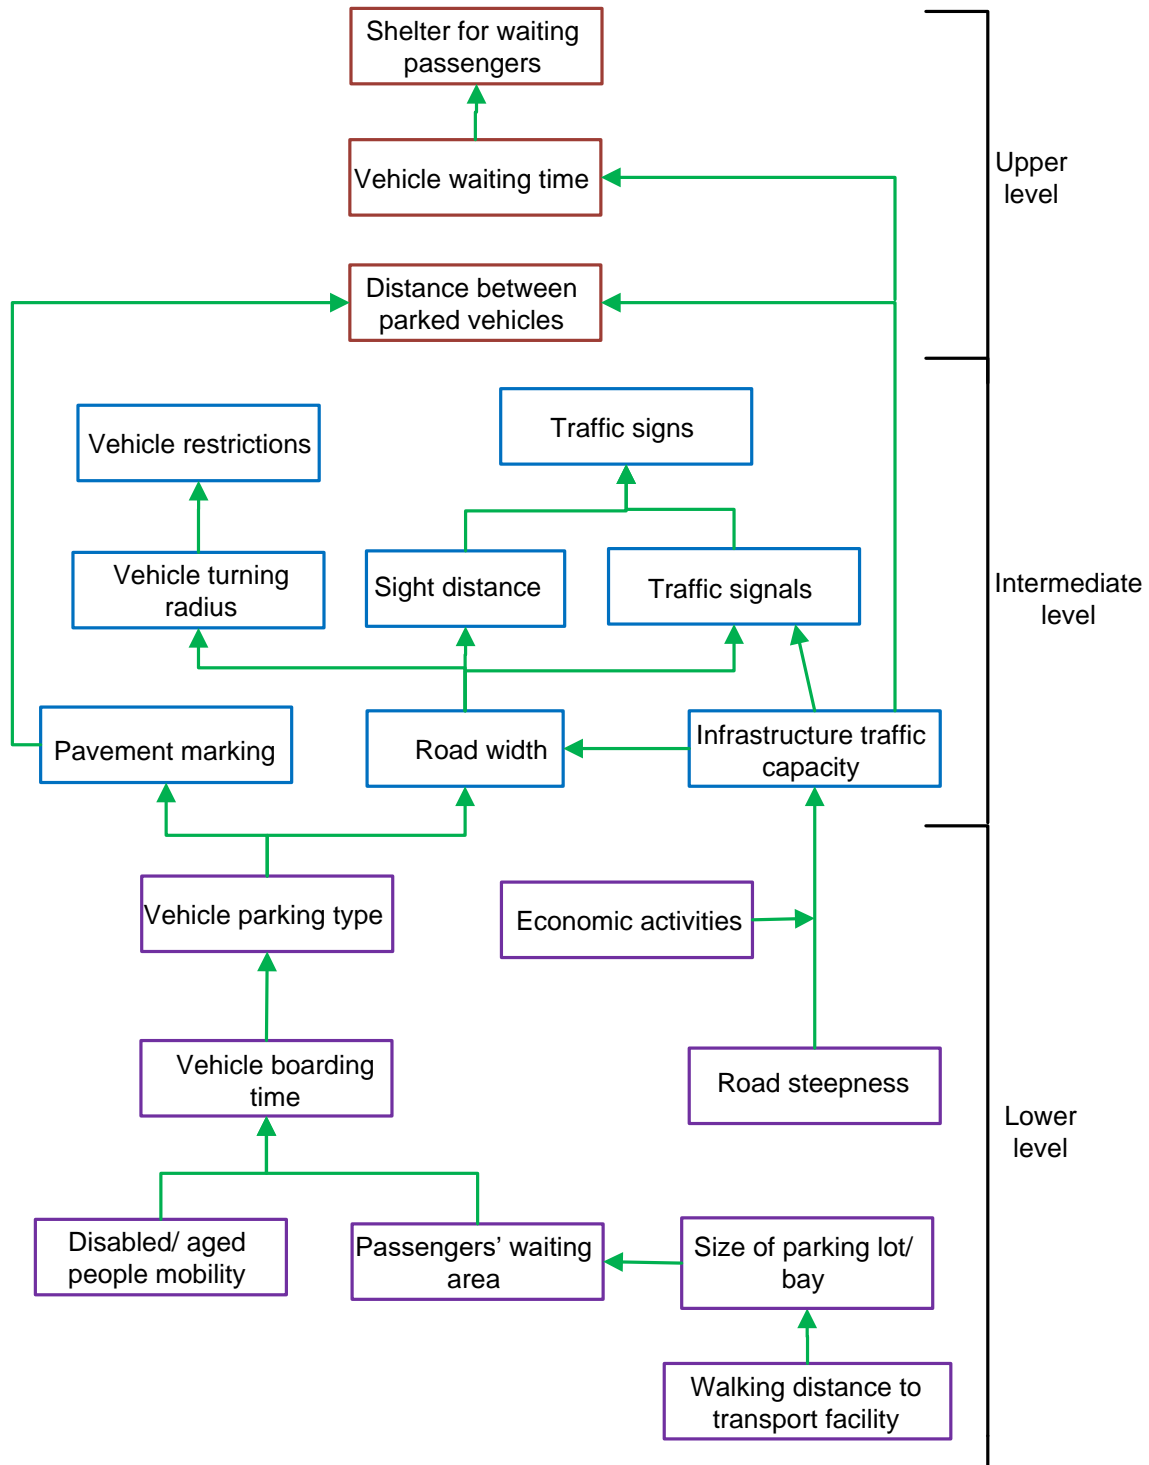 Shelter for waiting
passengers
Vehicle waiting time
Upper
level
Distance between
parked vehicles
Vehicle restrictions
Traffic signs
Vehicle turning
radius
Sight distance
Traffic signals
Intermediate
level
Pavement marking
Road width
Infrastructure traffic
capacity
Vehicle parking type
Economic activities
Vehicle boarding
time
Road steepness
Lower
level
Disabled/ aged
people mobility
Passengers’ waiting
area
Size of parking lot/
bay
Walking distance to
transport facility